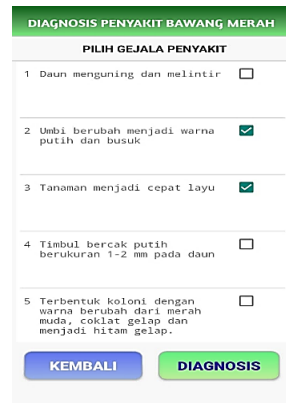 DIAGNOSIS PENYAKIT BAWANG MERAH
PILIH GEJALA PENYAKIT
1 Daun menguning dan melintir
2 Umbi berubah menjadi warna
putih dan busuk
3 Tanaman menjadi cepat layu
4 Timbul bercak putih
berukuran 1-2 mm pada daun
5 Terbentuk koloni dengan
warna berubah dari merah
muda, coklat gelap dan
menjadi hitam gelap.
KEMBALI
DIAGNOSIS